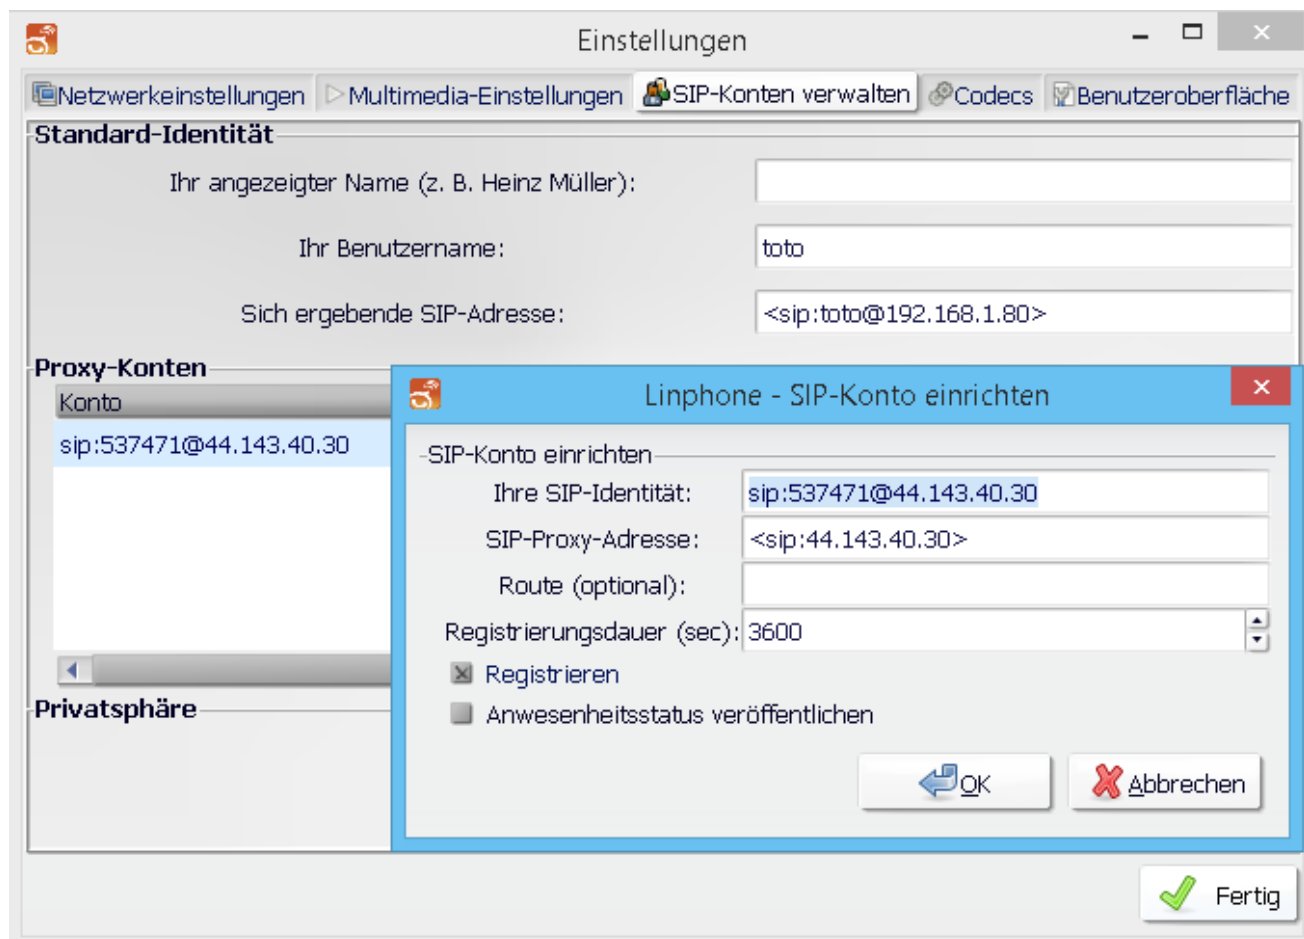 Einstellungen
Netzwerkeinstellungen Multimedia-Einstellungen SIP-Konten verwalten Codecs Benutzeroberfläche
Standard-Identität
Ihr angezeigter Name (z. B. Heinz Müller):
Ihr Benutzername: toto
Sich ergebende SIP-Adresse: <sip:toto@192.168.1.80>
Proxy-Konten
Konto
sip:537471@44.143.40.30
Linphone - SIP-Konto einrichten
SIP-Konto einrichten
Ihre SIP-Identität: sip:537471@44.143.40.30
SIP-Proxy-Adresse: <sip:44.143.40.30>
Route (optional):
Registrierungsdauer (sec): 3600
Registrieren
Anwesenheitsstatus veröffentlichen
OK Abbrechen
Privatsphäre
Fertig